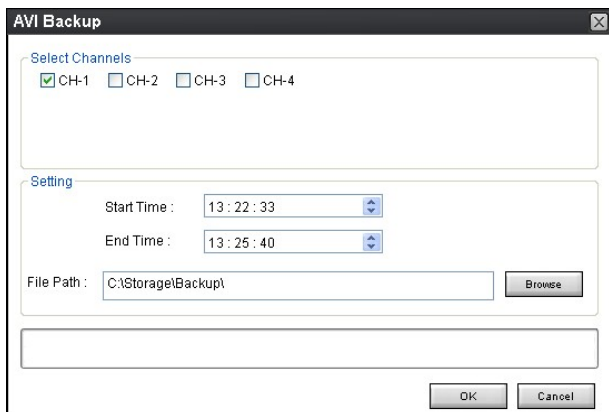 AVI Backup
Select Channels
CH-1 CH-2 CH-3 CH-4
Setting
Start Time : 13 : 22 : 33
End Time : 13 : 25 : 40
File Path : C:\Storage\Backup\ Browse
OK Cancel